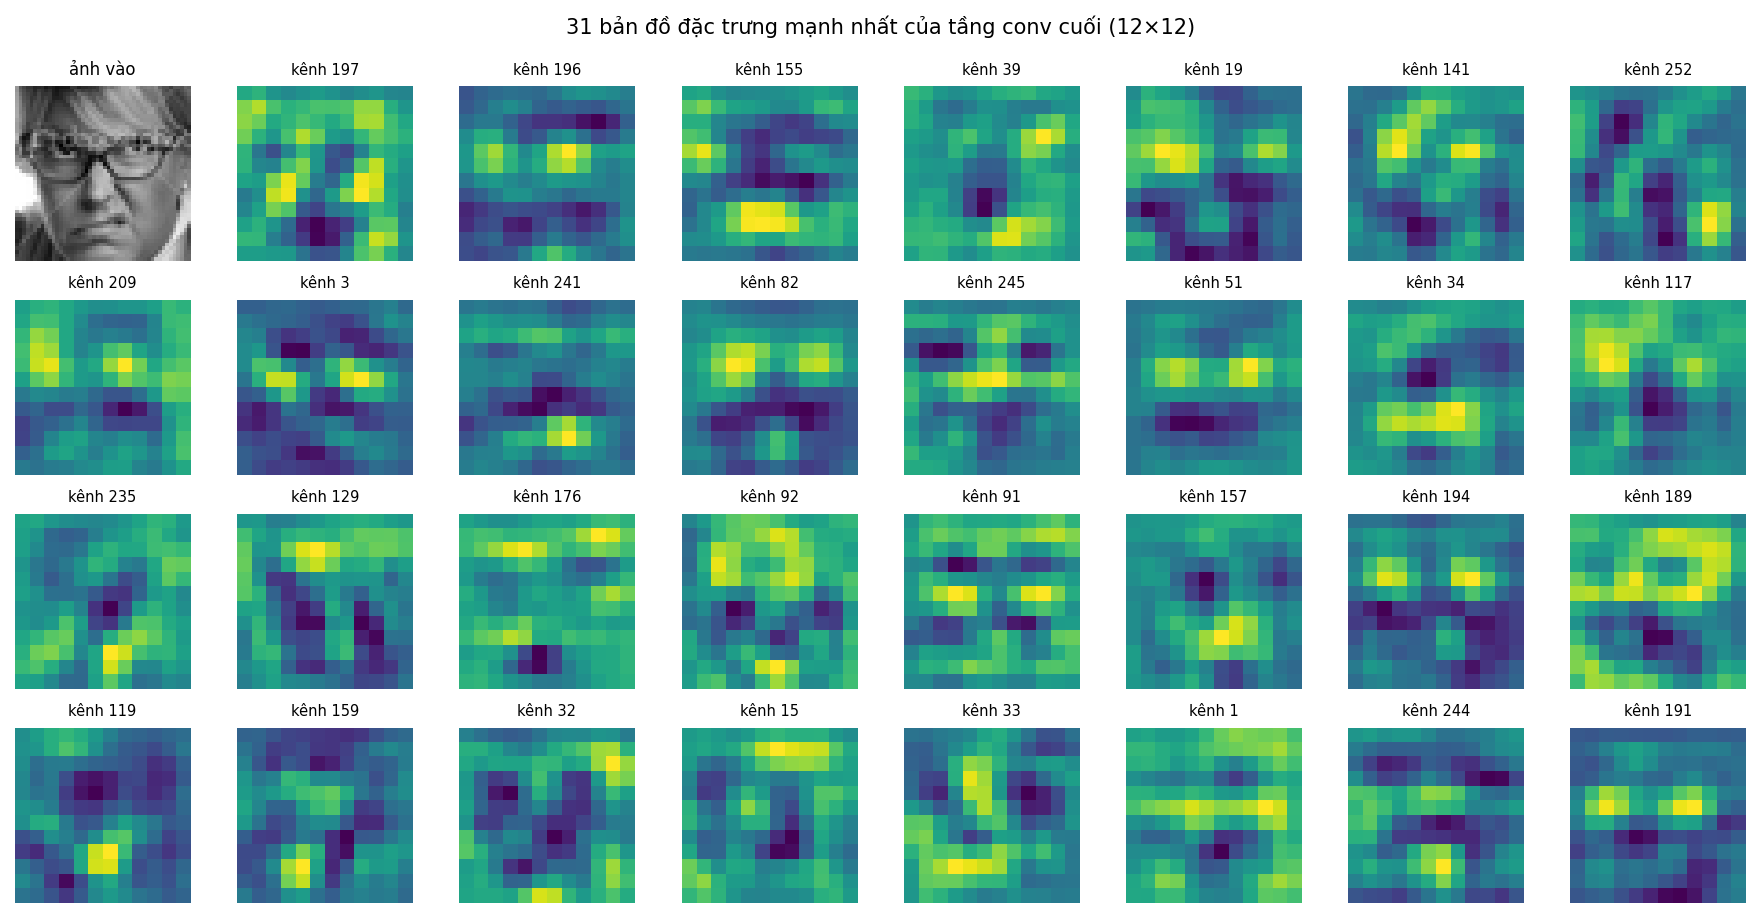 31 bản đồ đặc trưng mạnh nhất của tầng conv cuối (12×12)
ảnh vào kênh 197 kênh 196 kênh 155 kênh 39 kênh 19 kênh 141 kênh 252
kênh 209 kênh 3 kênh 241 kênh 82 kênh 245 kênh 51 kênh 34 kênh 117
kênh 235 kênh 129 kênh 176 kênh 92 kênh 91 kênh 157 kênh 194 kênh 189
kênh 119 kênh 159 kênh 32 kênh 15 kênh 33 kênh 1 kênh 244 kênh 191